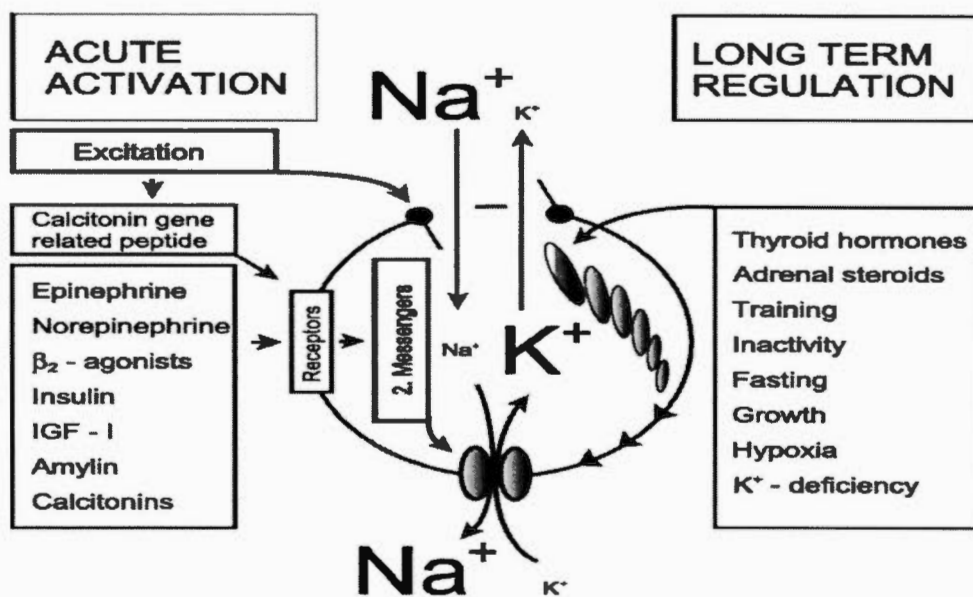 ACUTE
ACTIVATION
LONG TERM
REGULATION
Na⁺
K⁺
Excitation
–
Calcitonin gene
related peptide
Epinephrine
Norepinephrine
β₂ - agonists
Insulin
IGF - I
Amylin
Calcitonins
Receptors
2. Messengers
Na⁺
K⁺
Thyroid hormones
Adrenal steroids
Training
Inactivity
Fasting
Growth
Hypoxia
K⁺ - deficiency
Na⁺
K⁺